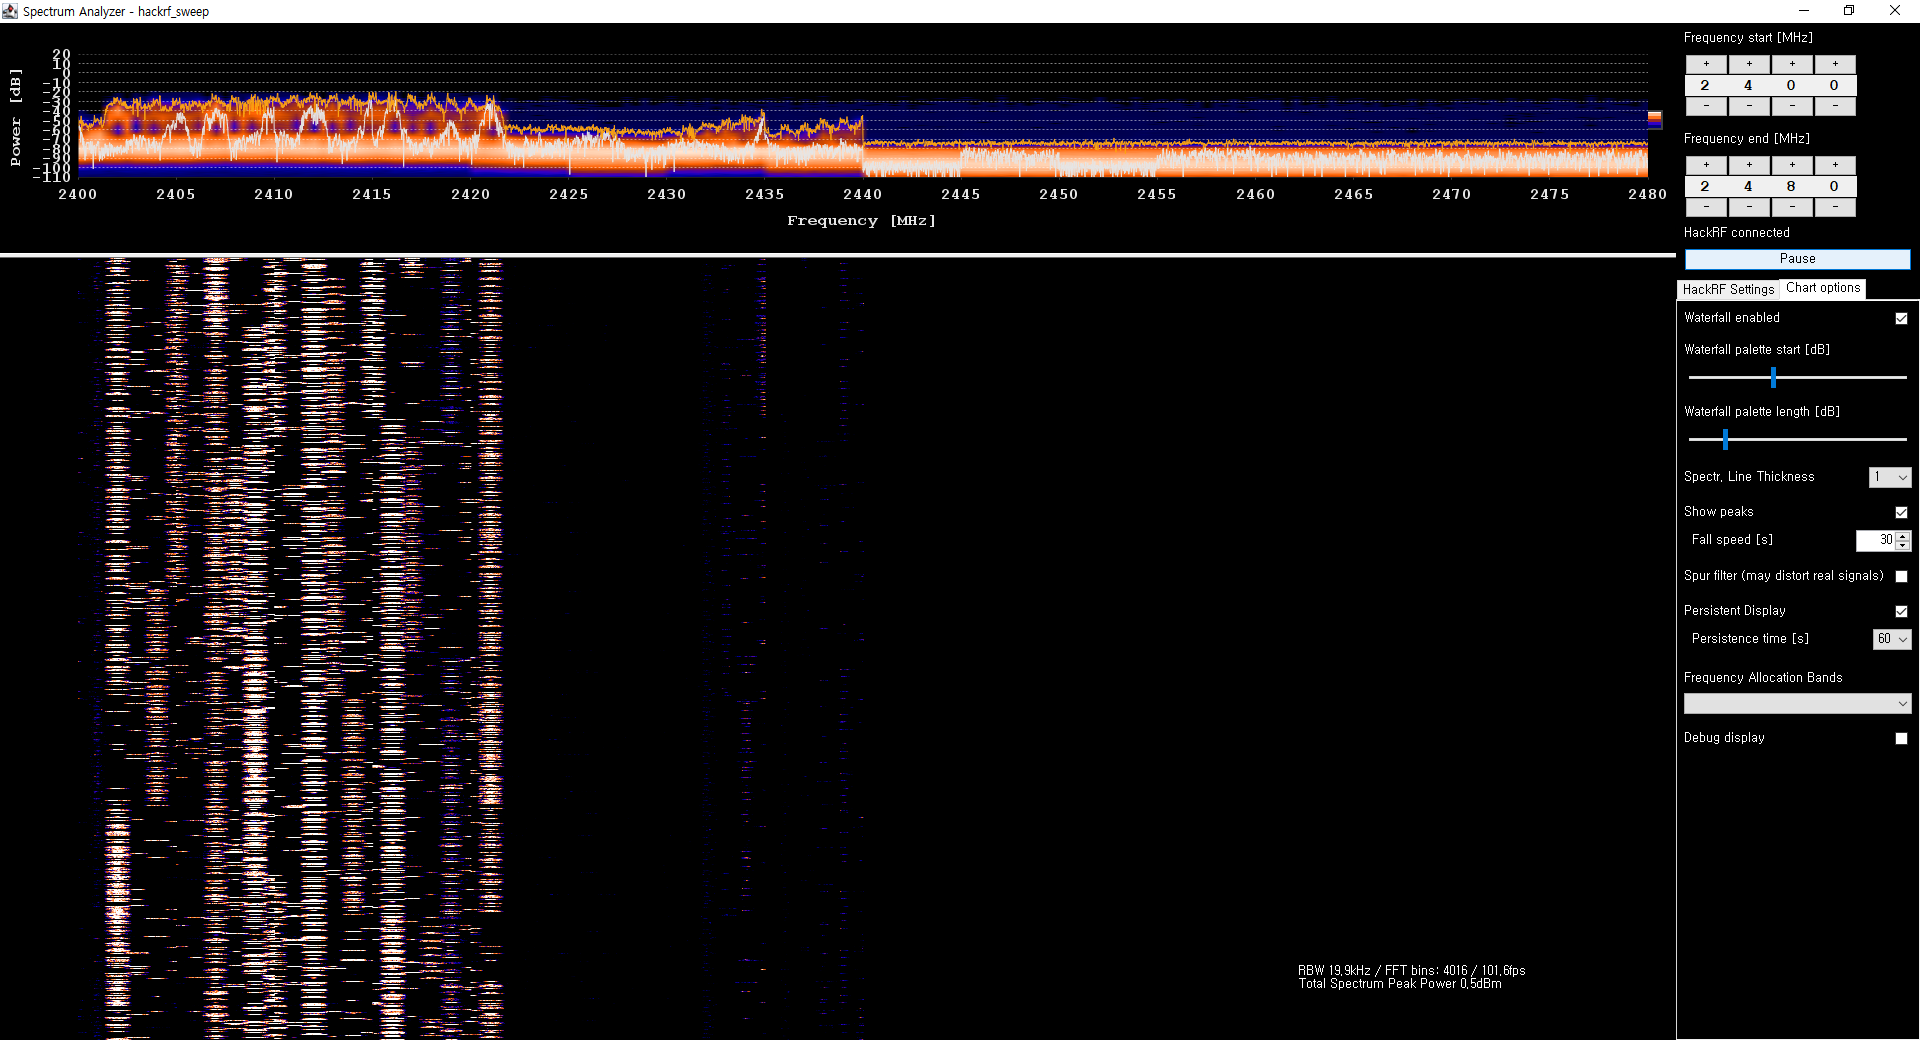 Spectrum Analyzer - hackrf_sweep
Power [dB]
20
10
0
-10
-20
-30
-40
-50
-60
-70
-80
-90
-100
-110
2400 2405 2410 2415 2420 2425 2430 2435 2440 2445 2450 2455 2460 2465 2470 2475 2480
Frequency [MHz]
Frequency start [MHz]
+ + + +
2 4 0 0
- - - -
Frequency end [MHz]
+ + + +
2 4 8 0
- - - -
HackRF connected
Pause
HackRF Settings Chart options
Waterfall enabled
Waterfall palette start [dB]
Waterfall palette length [dB]
Spectr. Line Thickness 1
Show peaks
Fall speed [s] 30
Spur filter (may distort real signals)
Persistent Display
Persistence time [s] 60
Frequency Allocation Bands
Debug display
RBW 19,9kHz / FFT bins: 4016 / 101,6fps
Total Spectrum Peak Power 0,5dBm